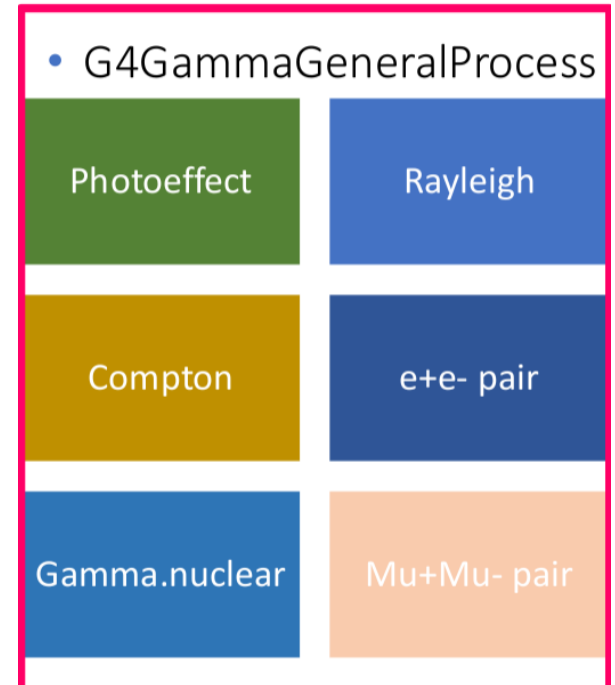 • G4GammaGeneralProcess
Photoeffect
Rayleigh
Compton
e+e- pair
Gamma.nuclear
Mu+Mu- pair